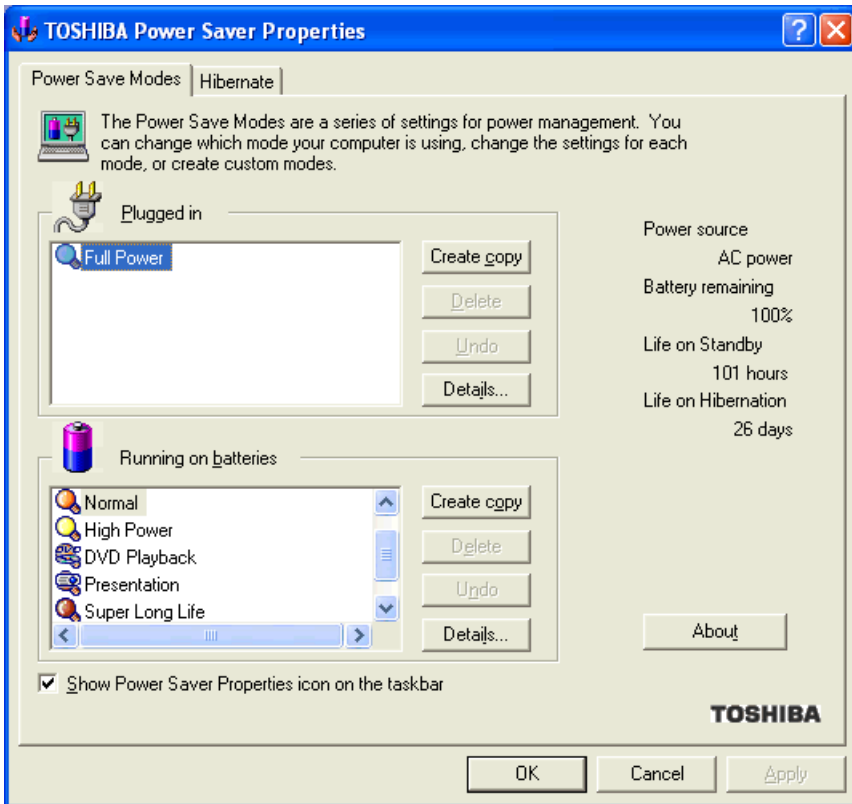 TOSHIBA Power Saver Properties
Power Save Modes
Hibernate
The Power Save Modes are a series of settings for power management. You
can change which mode your computer is using, change the settings for each
mode, or create custom modes.
Plugged in
Full Power
Create copy
Delete
Undo
Details...
Power source
AC power
Battery remaining
100%
Life on Standby
101 hours
Life on Hibernation
26 days
Running on batteries
Normal
High Power
DVD Playback
Presentation
Super Long Life
Create copy
Delete
Undo
Details...
About
Show Power Saver Properties icon on the taskbar
TOSHIBA
OK
Cancel
Apply